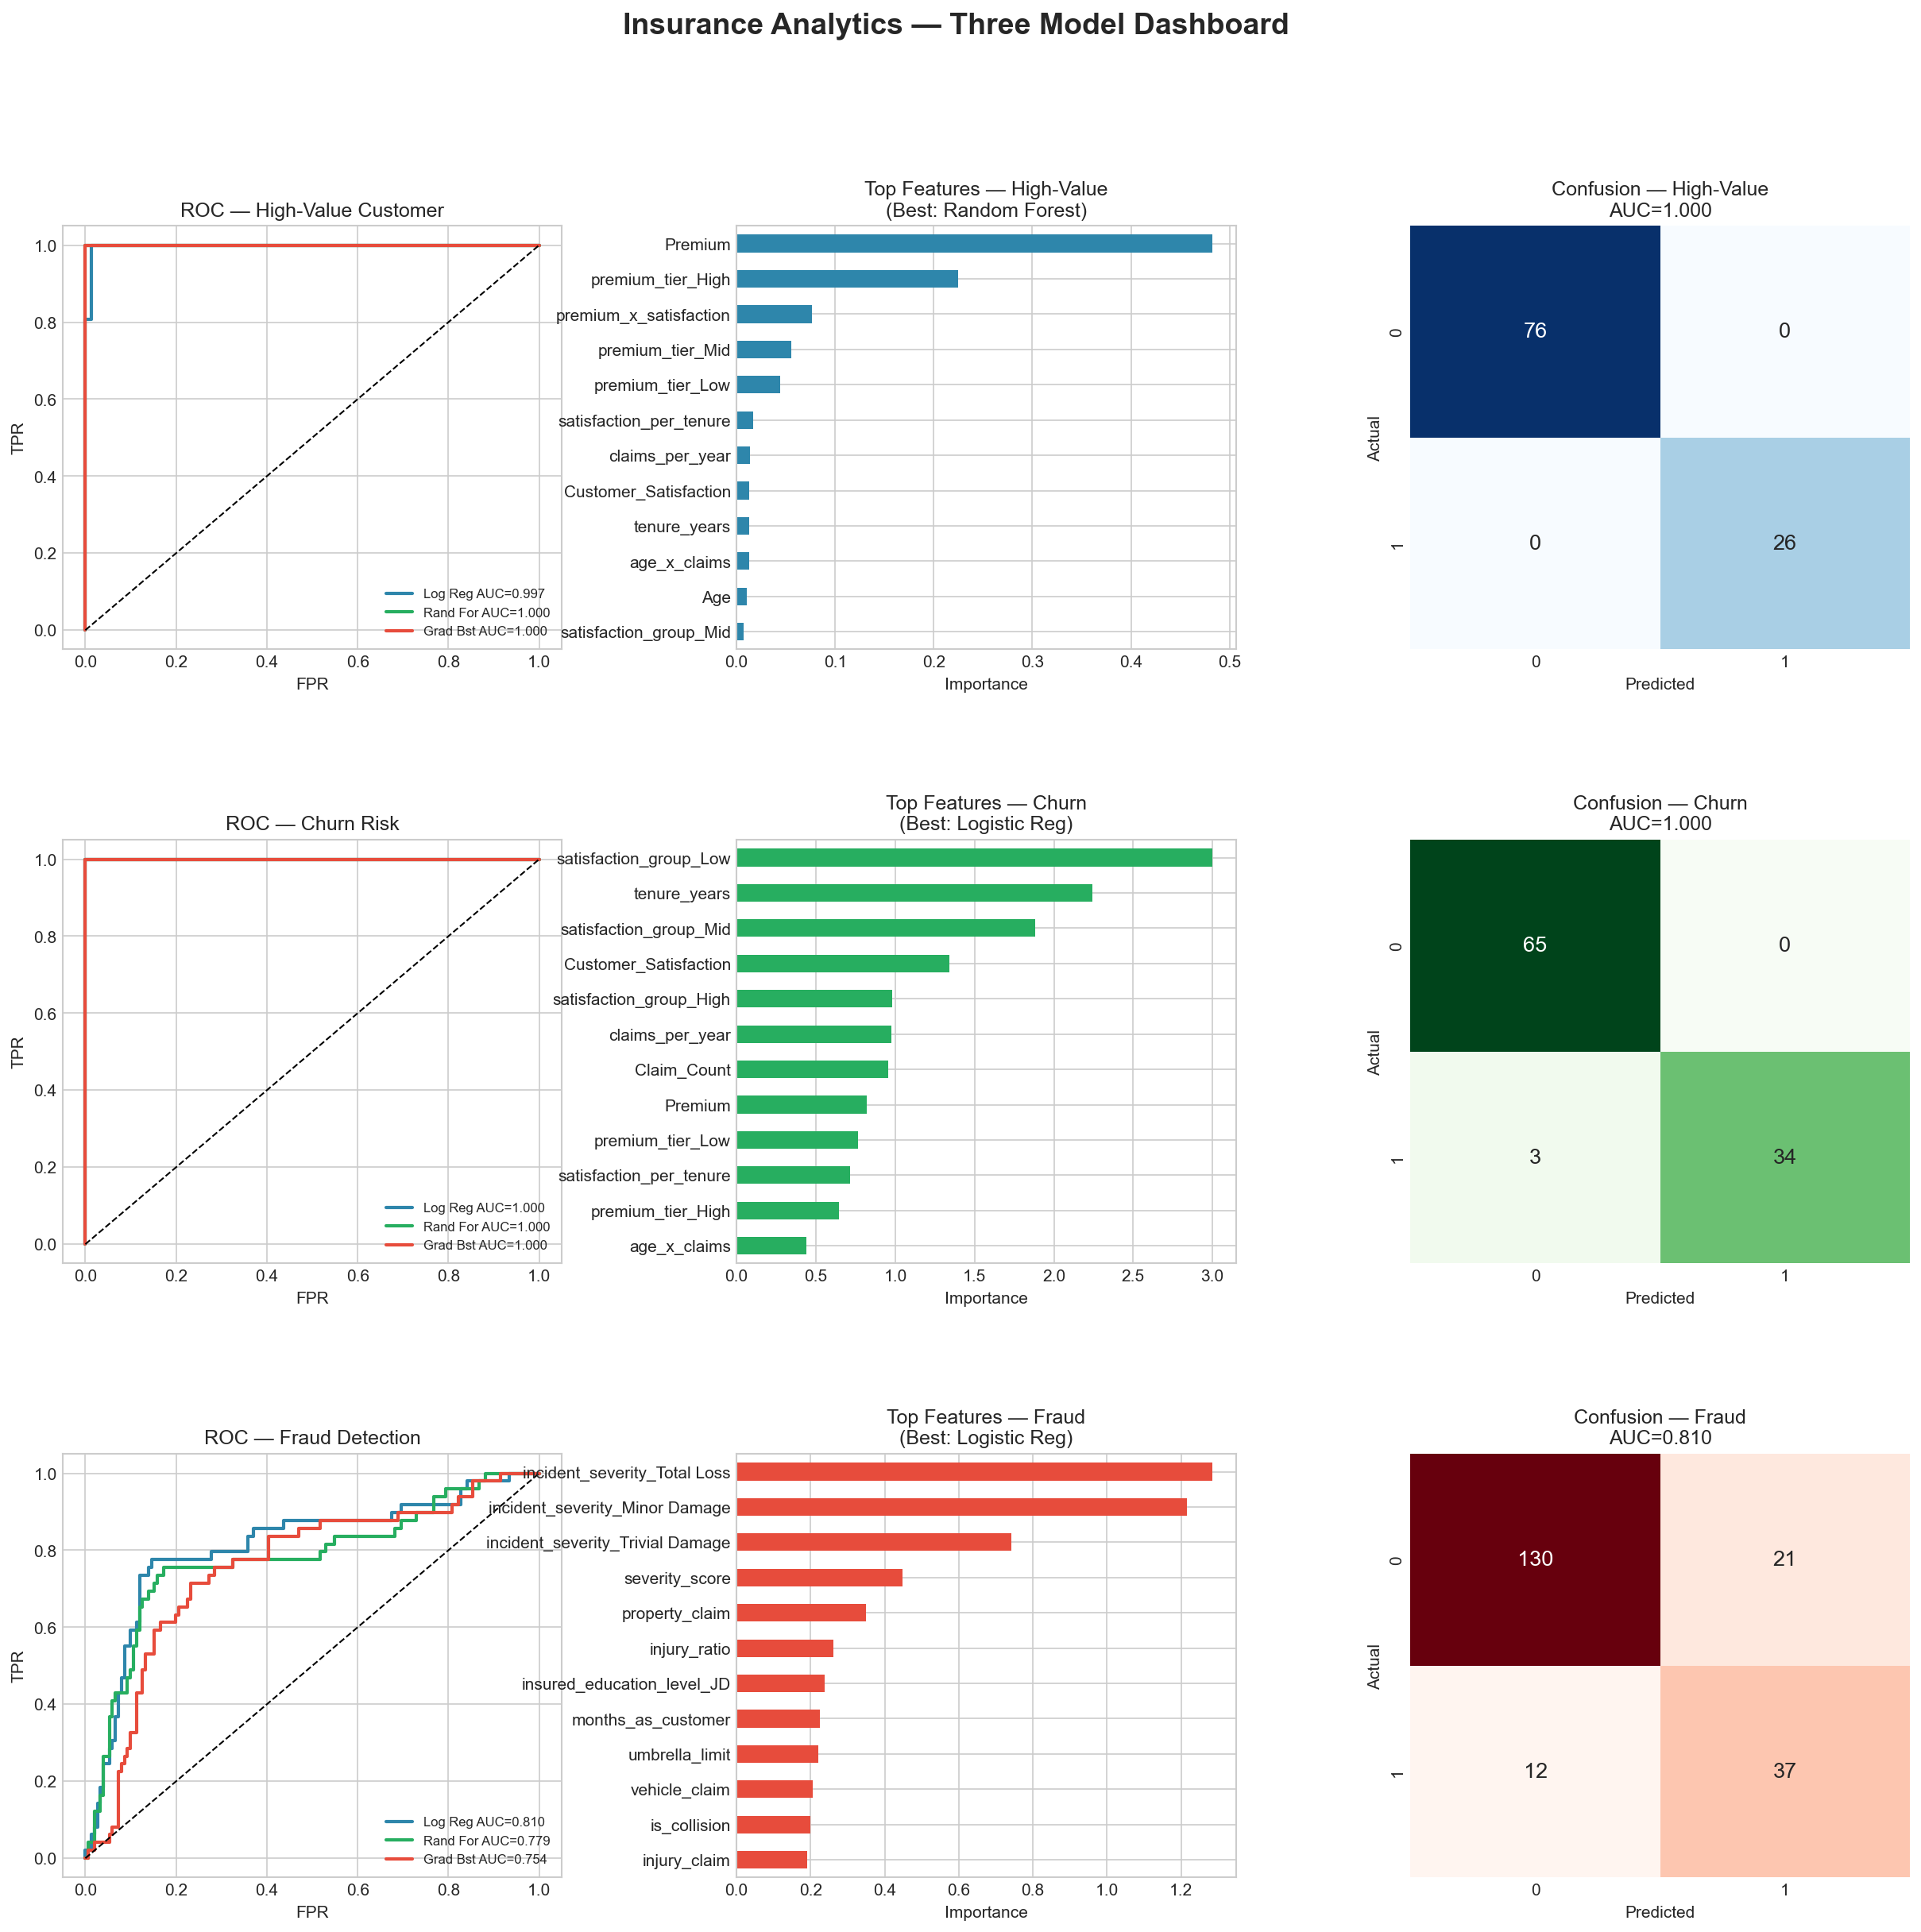 Insurance Analytics — Three Model Dashboard
ROC — High-Value Customer
TPR
1.0
0.8
0.6
0.4
0.2
0.0
Log Reg AUC=0.997
Rand For AUC=1.000
Grad Bst AUC=1.000
0.0 0.2 0.4 0.6 0.8 1.0
FPR
Top Features — High-Value
(Best: Random Forest)
Premium
premium_tier_High
premium_x_satisfaction
premium_tier_Mid
premium_tier_Low
satisfaction_per_tenure
claims_per_year
Customer_Satisfaction
tenure_years
age_x_claims
Age
satisfaction_group_Mid
0.0 0.1 0.2 0.3 0.4 0.5
Importance
Confusion — High-Value
AUC=1.000
Actual
0
76 0
1
0 26
0 1
Predicted
ROC — Churn Risk
TPR
1.0
0.8
0.6
0.4
0.2
0.0
Log Reg AUC=1.000
Rand For AUC=1.000
Grad Bst AUC=1.000
0.0 0.2 0.4 0.6 0.8 1.0
FPR
Top Features — Churn
(Best: Logistic Reg)
satisfaction_group_Low
tenure_years
satisfaction_group_Mid
Customer_Satisfaction
satisfaction_group_High
claims_per_year
Claim_Count
Premium
premium_tier_Low
satisfaction_per_tenure
premium_tier_High
age_x_claims
0.0 0.5 1.0 1.5 2.0 2.5 3.0
Importance
Confusion — Churn
AUC=1.000
Actual
0
65 0
1
3 34
0 1
Predicted
ROC — Fraud Detection
TPR
1.0
0.8
0.6
0.4
0.2
0.0
Log Reg AUC=0.810
Rand For AUC=0.779
Grad Bst AUC=0.754
0.0 0.2 0.4 0.6 0.8 1.0
FPR
Top Features — Fraud
(Best: Logistic Reg)
incident_severity_Total Loss
incident_severity_Minor Damage
incident_severity_Trivial Damage
severity_score
property_claim
injury_ratio
insured_education_level_JD
months_as_customer
umbrella_limit
vehicle_claim
is_collision
injury_claim
0.0 0.2 0.4 0.6 0.8 1.0 1.2
Importance
Confusion — Fraud
AUC=0.810
Actual
0
130 21
1
12 37
0 1
Predicted